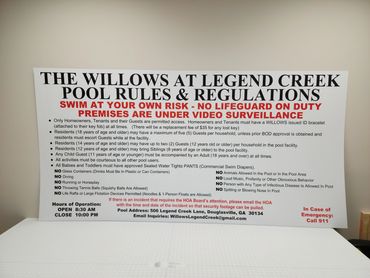 THE WILLOWS AT LEGEND CREEK
POOL RULES & REGULATIONS
SWIM AT YOUR OWN RISK - NO LIFEGUARD ON DUTY
PREMISES ARE UNDER VIDEO SURVEILLANCE
• Only Homeowners, Tenants and their guests are permitted access. Homeowners and Tenants must have a WILLOWS issued ID bracelet
(attached to their key fob) at all times. (There will be a replacement fee of $35 for any lost key)
• Residents (18 years of age and older) may have a maximum of five (5) Guests per household, unless prior BOD approval is obtained and
residents must escort Guests while at the facility.
• Residents (14 years of age and older) may have up to two (2) Guests (12 years old or older) per household in the pool facility.
• Residents (12 years of age and older) may bring Siblings (8 years of age or older) to the pool facility.
• Any Child Guest (11 years of age or younger) must be accompanied by an Adult (18 years and over) at all times.
• All activities must be courteous to all other pool users.
• All Babies and Toddlers must have approved Sealed Water Tights PANTS (Commercial Swim Diapers).
NO Glass Containers (Drinks Must Be in Plastic or Can Containers)
NO Diving
NO Running or Horseplay
NO Throwing Tennis Balls (Squishy Balls Are Allowed)
NO Life Rafts or Large Flotation Devices Permitted (Noodles & 1-Person Floats are Allowed).
NO Animals Allowed in the Pool or in the Pool Area
NO Loud Music, Profanity or Other Obnoxious Behavior
NO Person with Any Type of Infectious Disease is Allowed in Pool
NO Spitting or Blowing Nose in Pool
Hours of Operation:
OPEN 8:30 AM
CLOSE 10:00 PM
If there is an incident that requires the HOA Board's attention, please email the HOA
with the time and date of the incident so that security footage can be pulled.
Pool Address: 500 Legend Creek Lane, Douglasville, GA 30134
Email Inquiries: WillowsLegendCreek@gmail.com
In Case of
Emergency:
Call 911